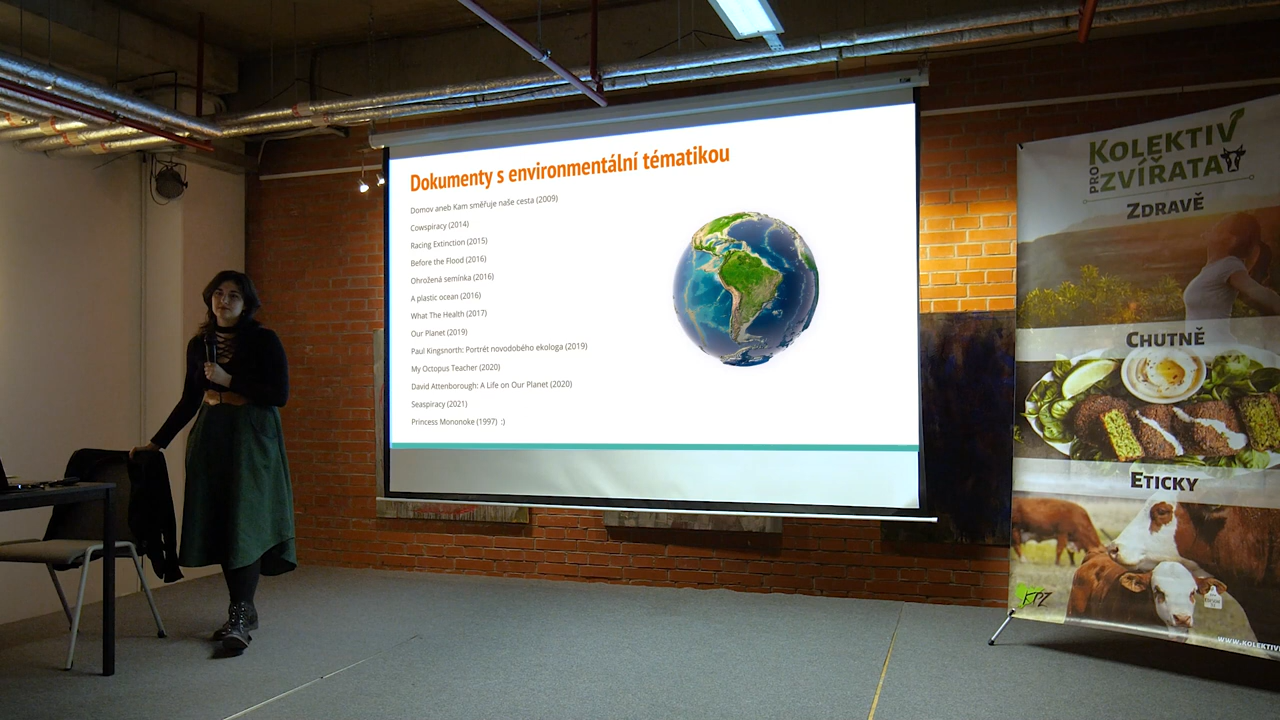 Dokumenty s environmentální tématikou
Domov aneb Kam směřuje naše cesta (2009)
Cowspiracy (2014)
Racing Extinction (2015)
Before the Flood (2016)
Ohrožená semínka (2016)
A plastic ocean (2016)
What The Health (2017)
Our Planet (2019)
Paul Kingsnorth: Portrét novodobého ekologa (2019)
My Octopus Teacher (2020)
David Attenborough: A Life on Our Planet (2020)
Seaspiracy (2021)
Princess Mononoke (1997) :)
KOLEKTIV
PRO ZVÍŘATA
ZDRAVĚ
CHUTNĚ
ETICKY
KPZ